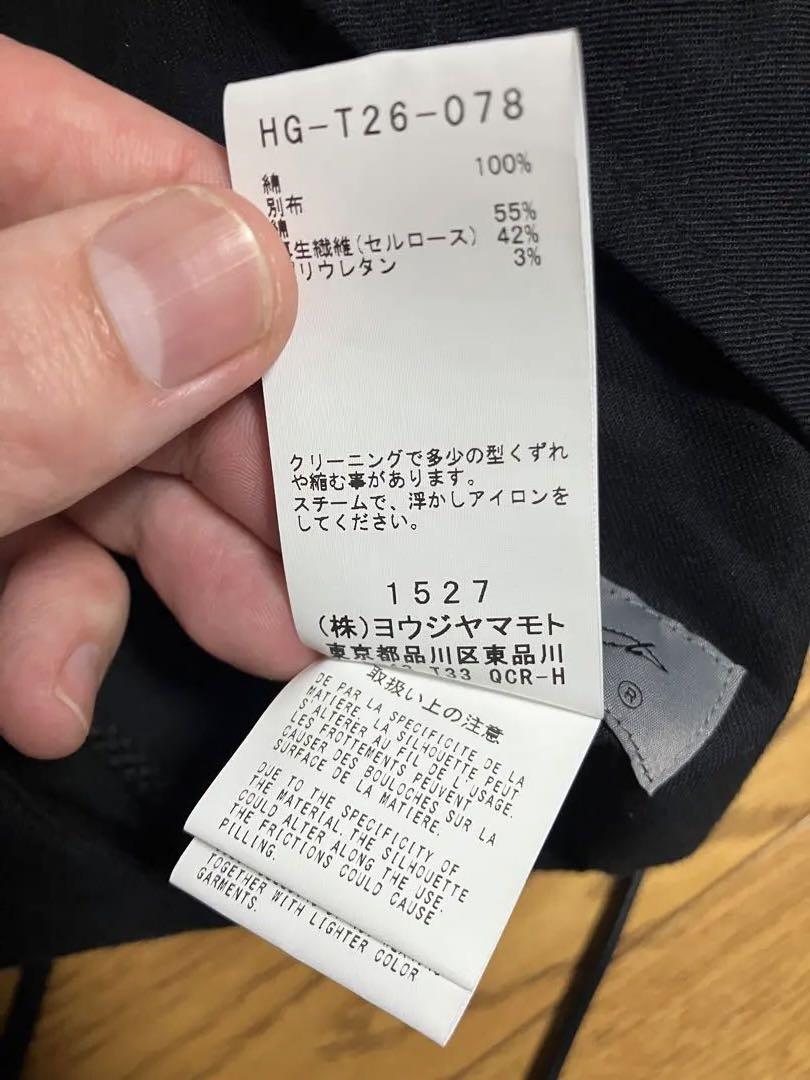 HG-T26-078
綿 100%
別布
綿 55%
生繊維(セルロース) 42%
リウレタン 3%
クリーニングで多少の型くずれ
や縮む事があります。
スチームで、浮かしアイロンを
してください。
1527
(株)ヨウジヤマモト
東京都品川区東品川
T33 QCR-H
取扱い上の注意
DE PAR LA SPECIFICITE DE LA
MATIERE. LA SILHOUETTE PEUT
S'ALTERER AU FIL DE L'USAGE.
LES FROTTEMENTS PEUVENT
CAUSER DES BOULOCHES SUR LA
SURFACE DE LA MATIERE.
DUE TO THE SPECIFICITY OF
THE MATERIAL. THE SILHOUETTE
COULD ALTER ALONG THE USE.
THE FRICTIONS COULD CAUSE
PILLING.
TOGETHER WITH LIGHTER COLOR
GARMENTS.
®